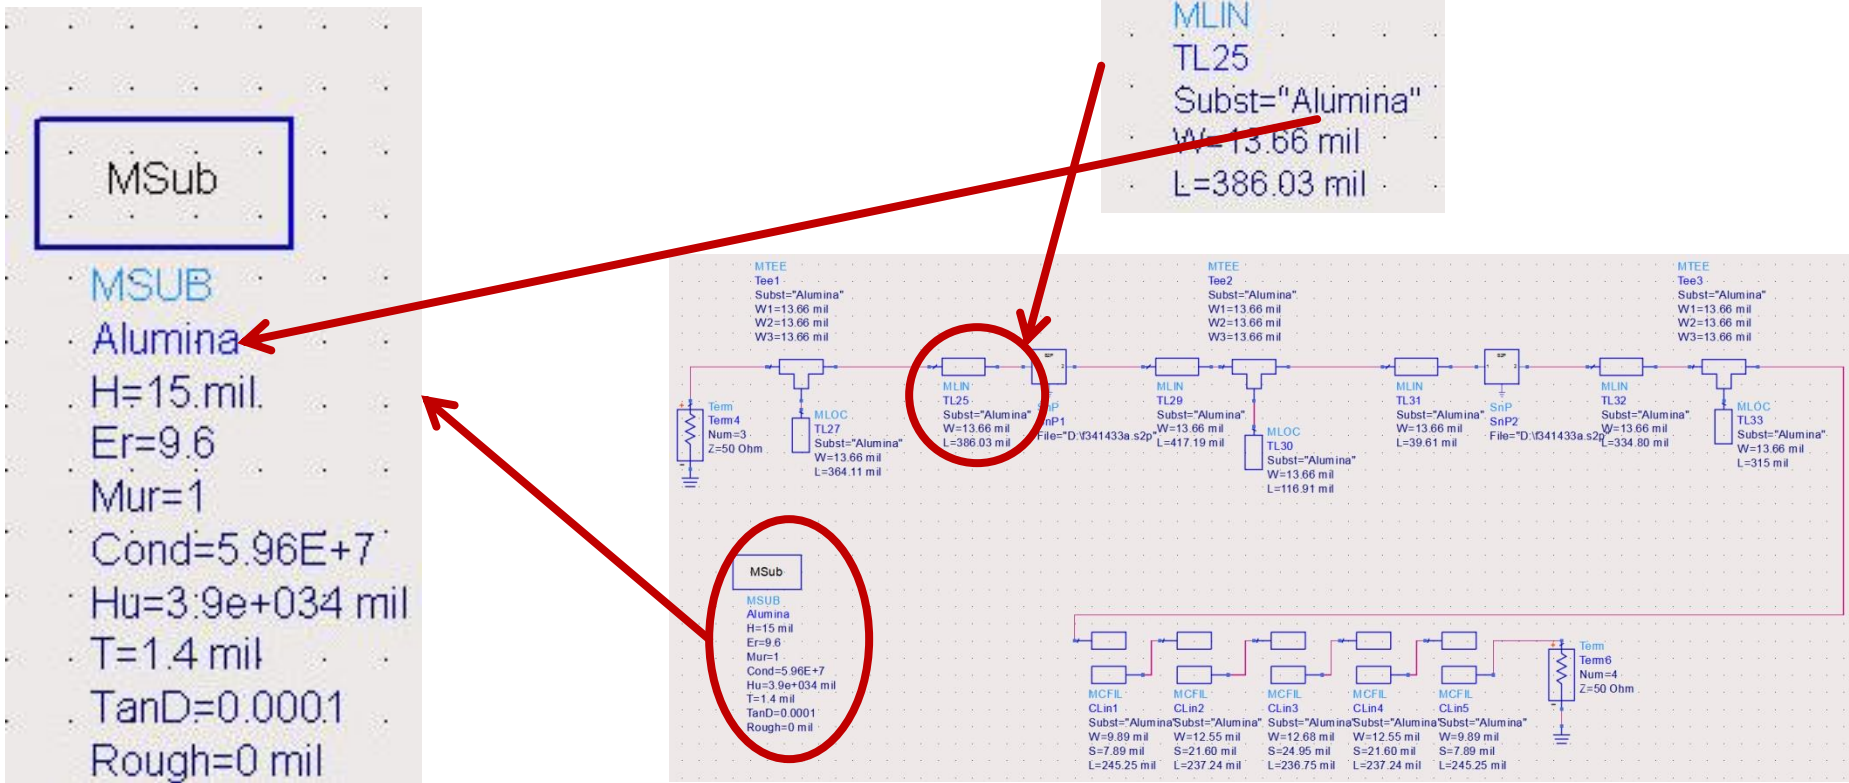 MSub
MSUB
Alumina
H=15 mil
Er=9.6
Mur=1
Cond=5.96E+7
Hu=3.9e+034 mil
T=1.4 mil
TanD=0.0001
Rough=0 mil
MLIN
TL25
Subst="Alumina"
W=13.66 mil
L=386.03 mil
MTEE
Tee1
Subst="Alumina"
W1=13.66 mil
W2=13.66 mil
W3=13.66 mil
MTEE
Tee2
Subst="Alumina"
W1=13.66 mil
W2=13.66 mil
W3=13.66 mil
MTEE
Tee3
Subst="Alumina"
W1=13.66 mil
W2=13.66 mil
W3=13.66 mil
Term
Term4
Num=3
Z=50 Ohm
MLOC
TL27
Subst="Alumina"
W=13.66 mil
L=364.11 mil
MLIN
TL25
Subst="Alumina"
W=13.66 mil
L=386.03 mil
S2P
2
SnP
SnP1
File="D:\f341433a.s2p"
MLIN
TL29
Subst="Alumina"
W=13.66 mil
L=417.19 mil
MLOC
TL30
Subst="Alumina"
W=13.66 mil
L=116.91 mil
MLIN
TL31
Subst="Alumina"
W=13.66 mil
L=39.61 mil
S2P
1 2
SnP
SnP2
File="D:\f341433a.s2p"
MLIN
TL32
Subst="Alumina"
W=13.66 mil
L=334.80 mil
MLOC
TL33
Subst="Alumina"
W=13.66 mil
L=315 mil
MSub
MSUB
Alumina
H=15 mil
Er=9.6
Mur=1
Cond=5.96E+7
Hu=3.9e+034 mil
T=1.4 mil
TanD=0.0001
Rough=0 mil
MCFIL
CLin1
Subst="Alumina"
W=9.89 mil
S=7.89 mil
L=245.25 mil
MCFIL
CLin2
Subst="Alumina"
W=12.55 mil
S=21.60 mil
L=237.24 mil
MCFIL
CLin3
Subst="Alumina"
W=12.68 mil
S=24.95 mil
L=236.75 mil
MCFIL
CLin4
Subst="Alumina"
W=12.55 mil
S=21.60 mil
L=237.24 mil
MCFIL
CLin5
Subst="Alumina"
W=9.89 mil
S=7.89 mil
L=245.25 mil
Term
Term6
Num=4
Z=50 Ohm